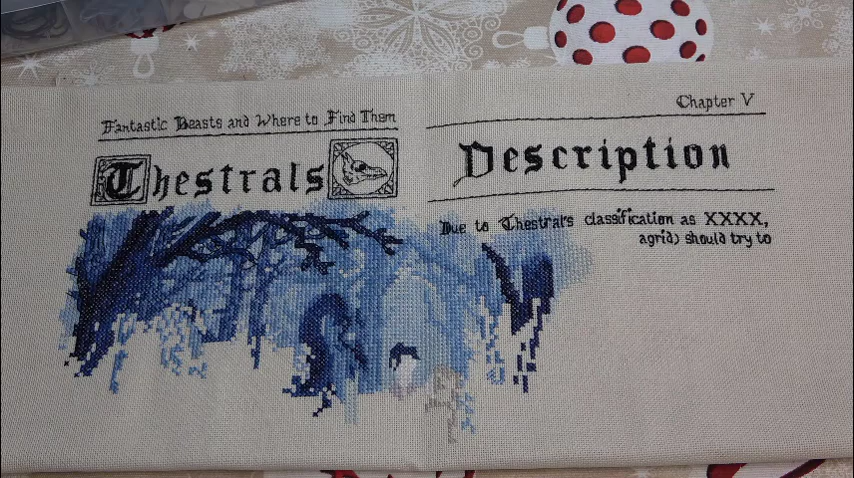 Fantastic Beasts and Where to Find Them
Thestrals
Chapter V
Description
Due to Thestral's classification as XXXX,
agrid) should try to